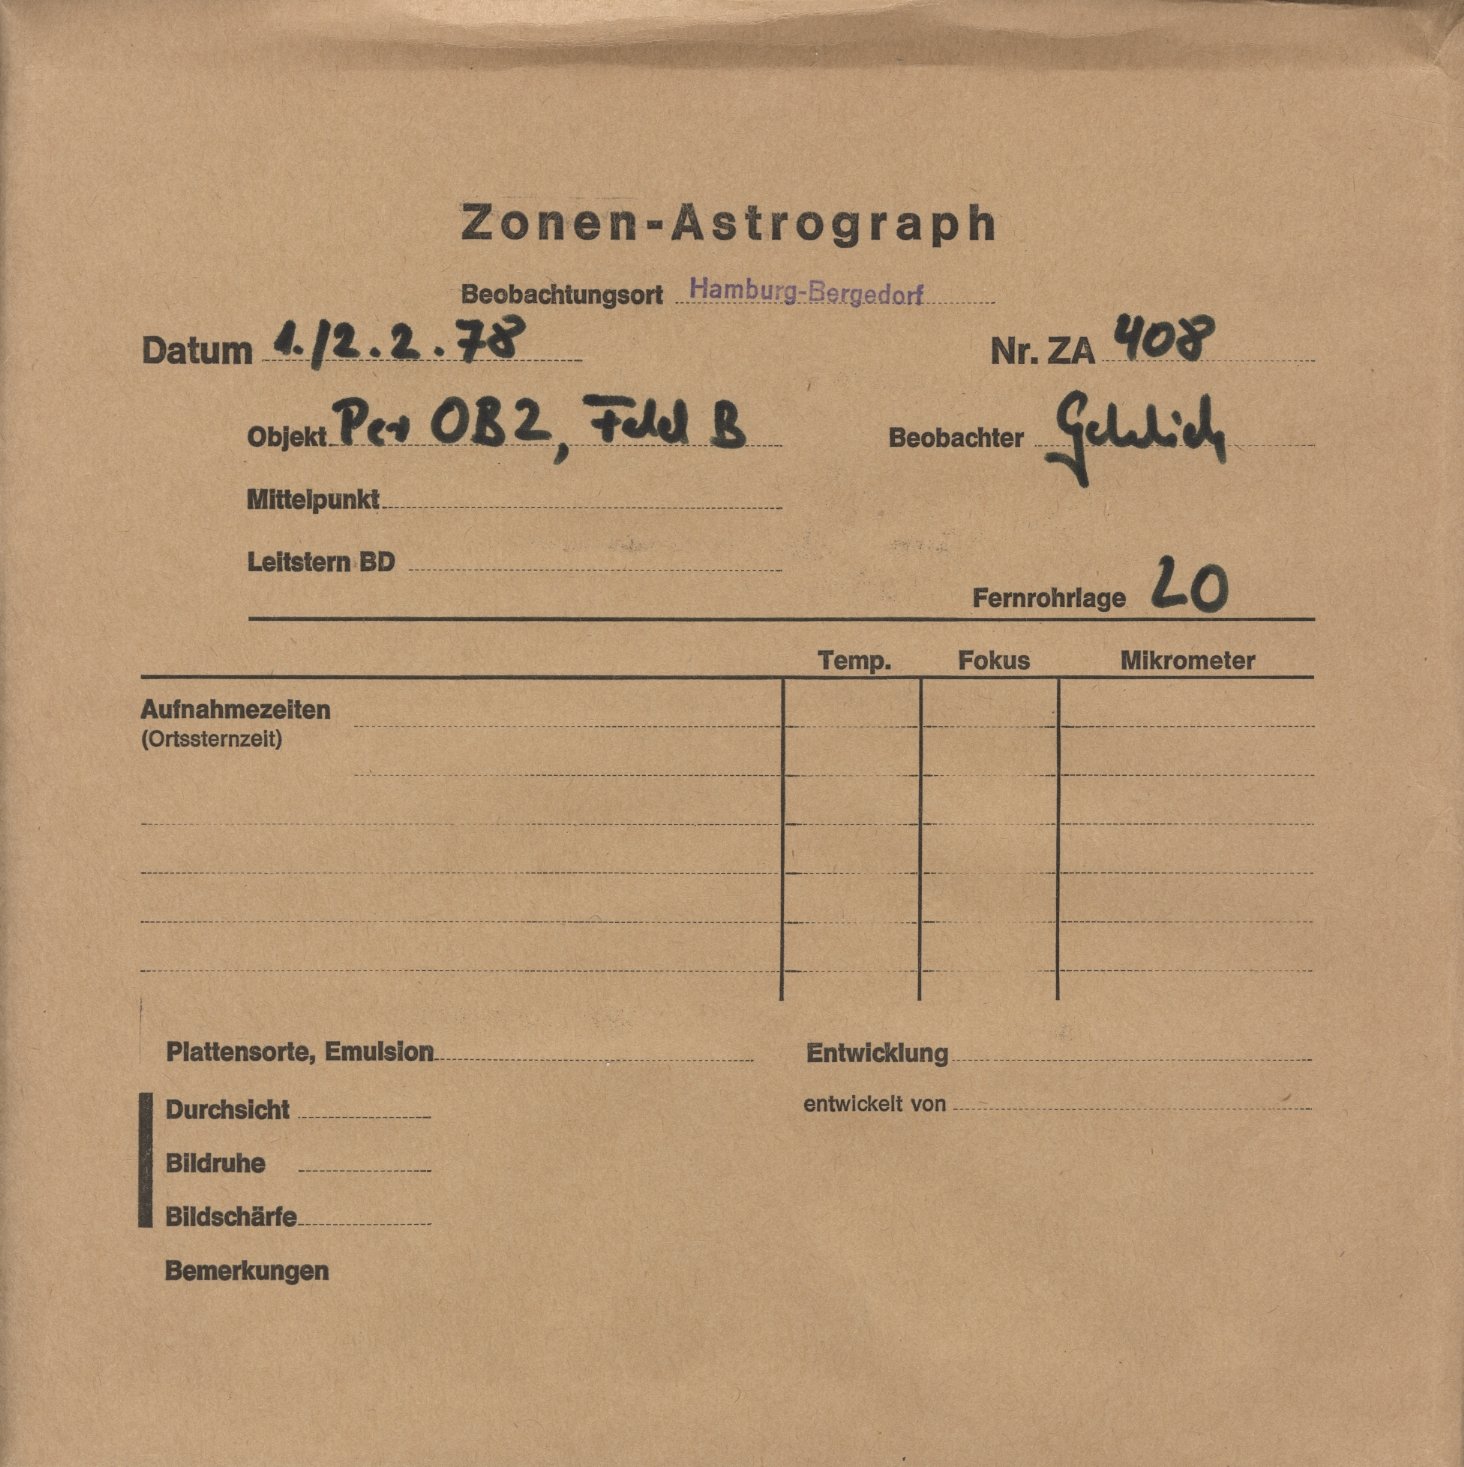 Zonen-Astrograph
Beobachtungsort Hamburg-Bergedorf
Datum 1./2.2.78 Nr. ZA 408
Objekt Per OB2, Feld B Beobachter
Mittelpunkt
Leitstern BD
Fernrohrlage LO
Temp. Fokus Mikrometer
Aufnahmezeiten
(Ortssternzeit)
Plattensorte, Emulsion Entwicklung
Durchsicht entwickelt von
Bildruhe
Bildschärfe
Bemerkungen